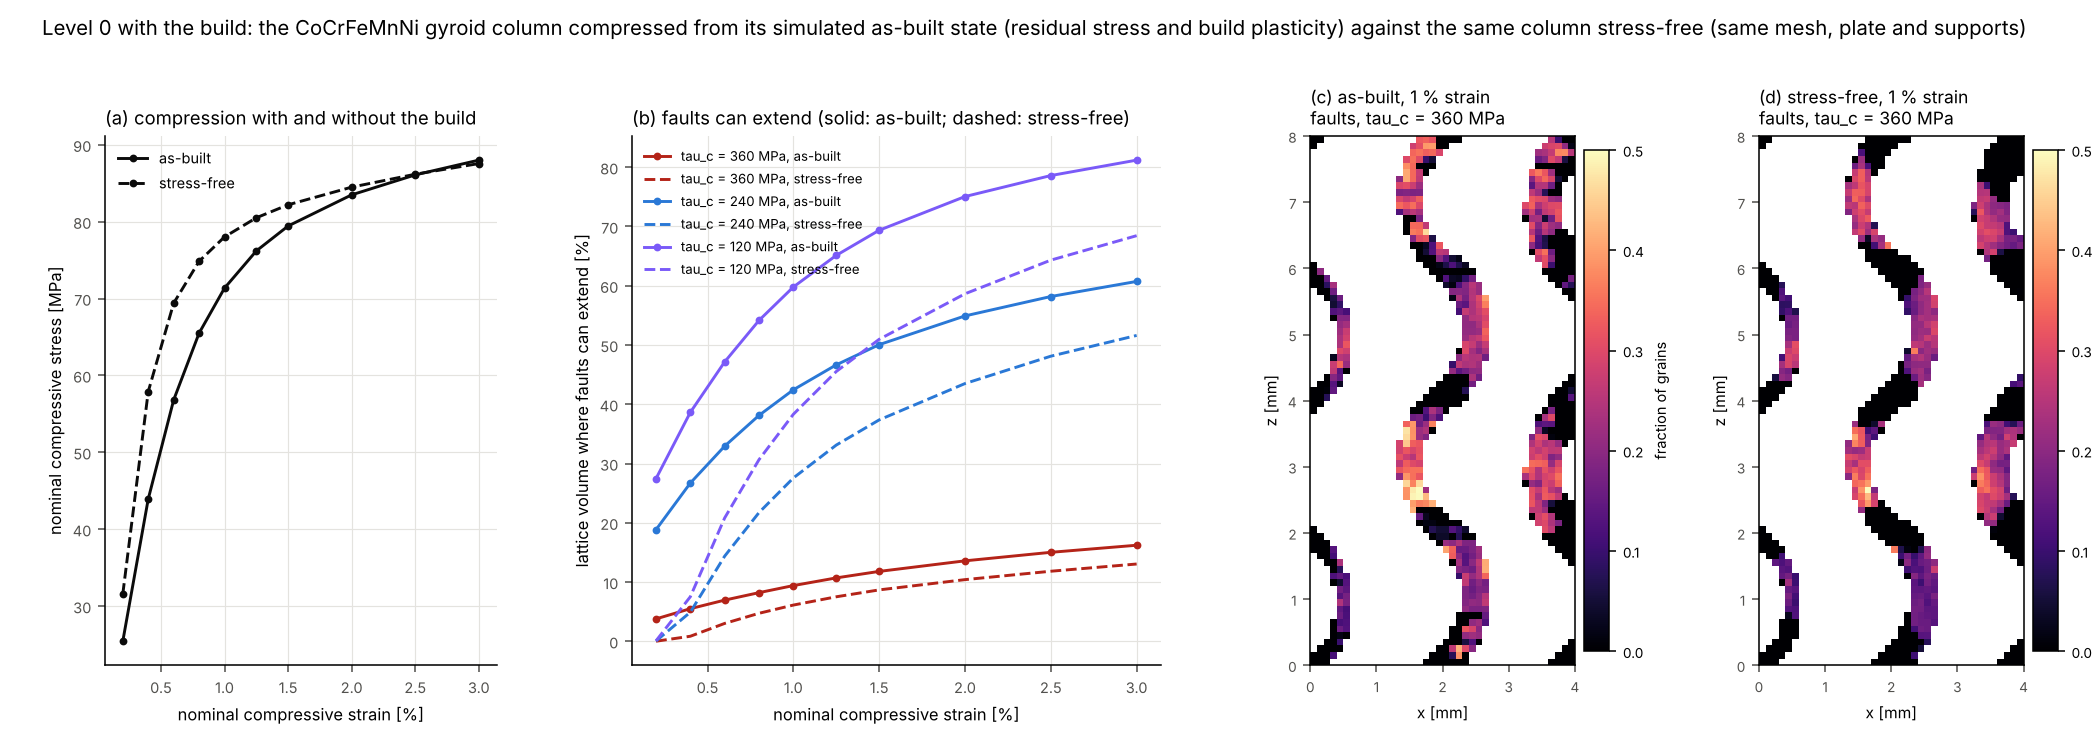 Level 0 with the build: the CoCrFeMnNi gyroid column compressed from its simulated as-built state (residual stress and build plasticity) against the same column stress-free (same mesh, plate and supports)
(a) compression with and without the build
as-built
stress-free
90
80
70
60
50
40
30
nominal compressive stress [MPa]
0.5 1.0 1.5 2.0 2.5 3.0
nominal compressive strain [%]
(b) faults can extend (solid: as-built; dashed: stress-free)
tau_c = 360 MPa, as-built
tau_c = 360 MPa, stress-free
tau_c = 240 MPa, as-built
tau_c = 240 MPa, stress-free
tau_c = 120 MPa, as-built
tau_c = 120 MPa, stress-free
80
70
60
50
40
30
20
10
0
lattice volume where faults can extend [%]
0.5 1.0 1.5 2.0 2.5 3.0
nominal compressive strain [%]
(c) as-built, 1 % strain
faults, tau_c = 360 MPa
8
7
6
5
4
3
2
1
0
z [mm]
0 1 2 3 4
x [mm]
0.5
0.4
0.3
0.2
0.1
0.0
fraction of grains
(d) stress-free, 1 % strain
faults, tau_c = 360 MPa
8
7
6
5
4
3
2
1
0
z [mm]
0 1 2 3 4
x [mm]
0.5
0.4
0.3
0.2
0.1
0.0